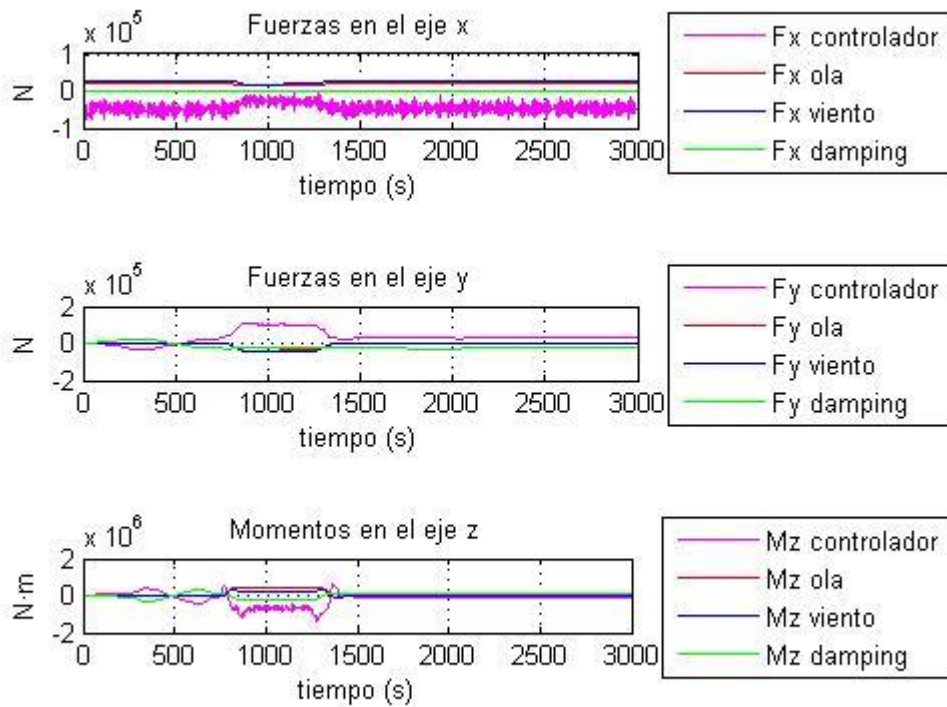 Fuerzas en el eje x
x 10^5
1
0
-1
N
0 500 1000 1500 2000 2500 3000
tiempo (s)
Fx controlador
Fx ola
Fx viento
Fx damping
Fuerzas en el eje y
x 10^5
2
0
-2
N
0 500 1000 1500 2000 2500 3000
tiempo (s)
Fy controlador
Fy ola
Fy viento
Fy damping
Momentos en el eje z
x 10^6
2
0
-2
N·m
0 500 1000 1500 2000 2500 3000
tiempo (s)
Mz controlador
Mz ola
Mz viento
Mz damping